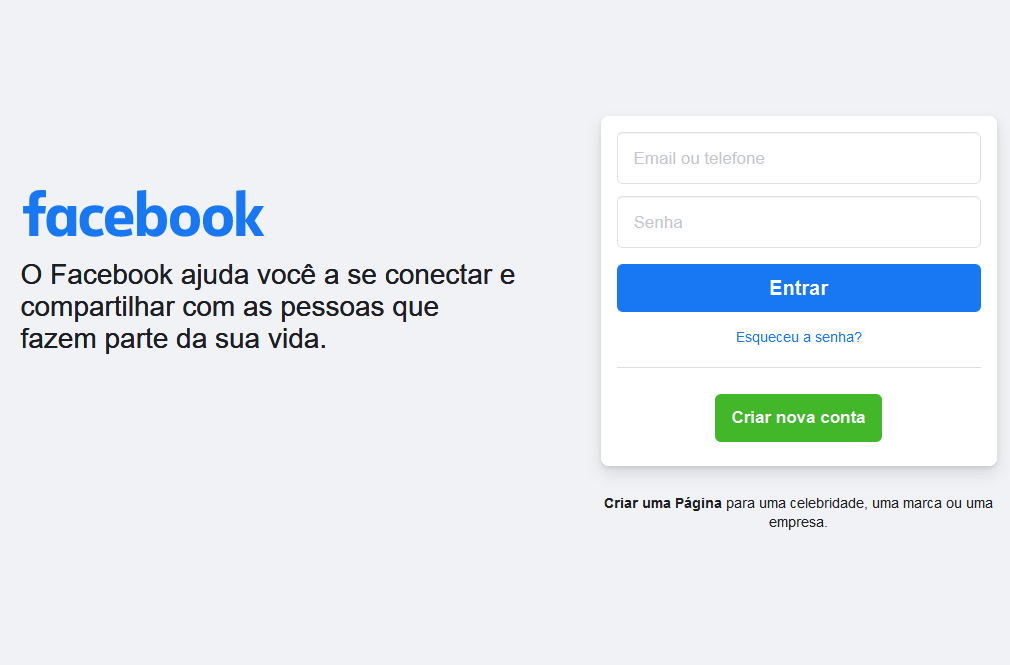 facebook
O Facebook ajuda você a se conectar e
compartilhar com as pessoas que
fazem parte da sua vida.
Email ou telefone
Senha
Entrar
Esqueceu a senha?
Criar nova conta
Criar uma Página para uma celebridade, uma marca ou uma
empresa.